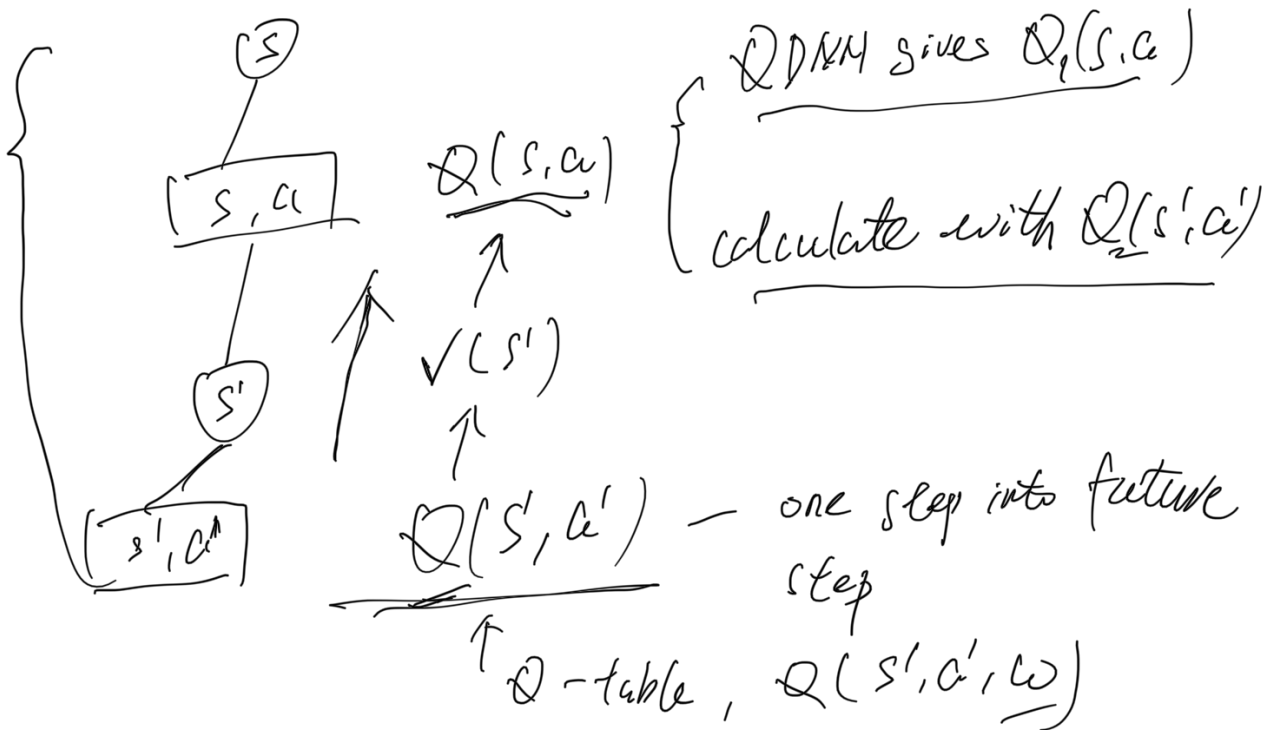 S
QDNN gives Q₁(s,a)
Q(s,a)
s, a
calculate with Q₂(s',a')
V(s')
s'
Q(s', a') — one step into future
s', a'
step
Q-table, Q(s', a', ω)